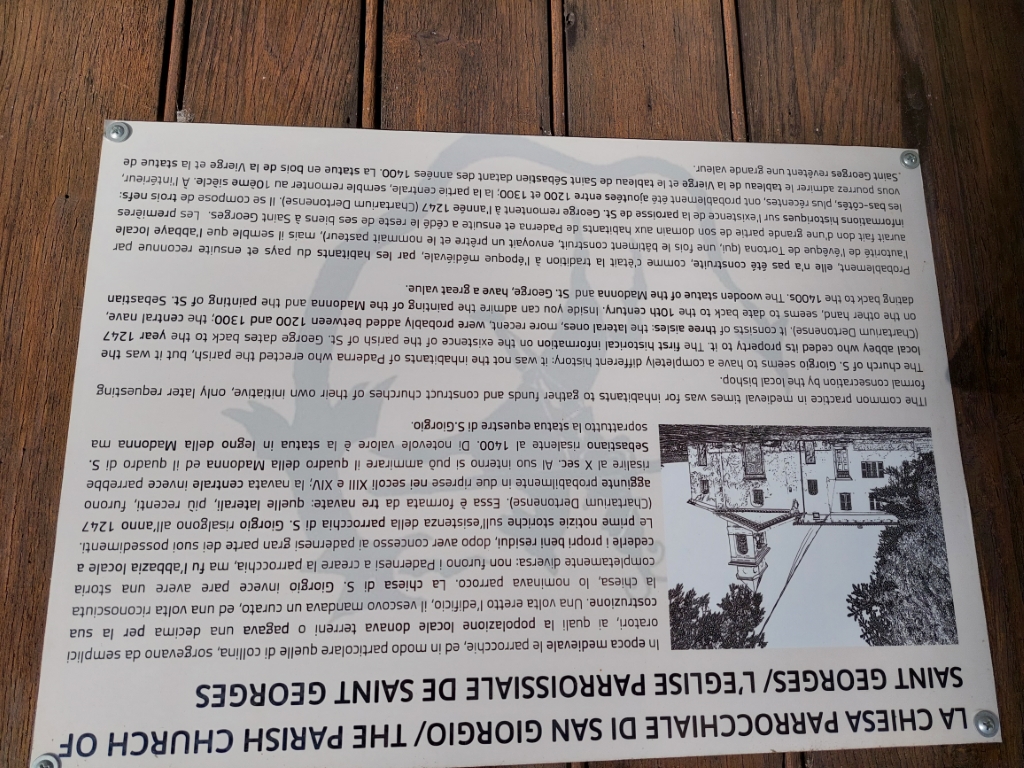 LA CHIESA PARROCCHIALE DI SAN GIORGIO/ THE PARISH CHURCH OF
SAINT GEORGES/ L'EGLISE PARROISSIALE DE SAINT GEORGES
In epoca medievale le parrocchie, ed in modo particolare quelle di collina, sorgevano da semplici
oratori, ai quali la popolazione locale donava terreni o pagava una decima per la sua
costruzione. Una volta eretto l'edificio, il vescovo mandava un curato, ed una volta riconosciuta
la chiesa, lo nominava parroco. La chiesa di S. Giorgio invece pare avere una storia
completamente diversa: non furono i Padernesi a creare la parrocchia, ma fu l'abbazia locale a
cederle i propri beni residui, dopo aver concesso ai padernesi gran parte dei suoi possedimenti.
Le prime notizie storiche sull'esistenza della parrocchia di S. Giorgio risalgono all'anno 1247
(Chartarium Dertonense). Essa è formata da tre navate: quelle laterali, più recenti, furono
aggiunte probabilmente in due riprese nei secoli XIII e XIV; la navata centrale invece parrebbe
risalire al X sec. Al suo interno si può ammirare il quadro della Madonna ed il quadro di S.
Sebastiano risalente al 1400. Di notevole valore è la statua in legno della Madonna ma
soprattutto la statua equestre di S.Giorgio.
(The common practice in medieval times was for inhabitants to gather funds and construct churches of their own initiative, only later requesting
formal consecration by the local bishop.
The church of S. Giorgio seems to have a completely different history: it was not the inhabitants of Paderna who erected the parish, but it was the
local abbey who ceded its property to it. The first historical information on the existence of the parish of St. George dates back to the year 1247
(Chartarium Dertonense). It consists of three aisles: the lateral ones, more recent, were probably added between 1200 and 1300; the central nave,
on the other hand, seems to date back to the 10th century. Inside you can admire the painting of the Madonna and the painting of St. Sebastian
dating back to the 1400s. The wooden statue of the Madonna and St. George, have a great value.
Probablement, elle n'a pas été construite, comme c'était la tradition à l'époque médiévale, par les habitants du pays et ensuite reconnue par
l'autorité de l'évêque de Tortona (qui, une fois le bâtiment construit, envoyait un prêtre et le nommait pasteur), mais il semble que l'abbaye locale
aurait fait don d'une grande partie de son domain aux habitants de Paderna et ensuite a cédé le reste de ses biens à Saint Georges. Les premières
informations historiques sur l'existence de la paroisse de St. George remontent à l'année 1247 (Chartarium Dertonense). Il se compose de trois nefs:
les bas-côtés, plus récentes, ont probablement été ajoutées entre 1200 et 1300; la la partie centrale, semble remonter au 10ème siècle. À l'intérieur,
vous pourrez admirer le tableau de la Vierge et le tableau de Saint Sébastien datant des années 1400. La statue en bois de la Vierge et la statue de
Saint Georges revêtent une grande valeur.